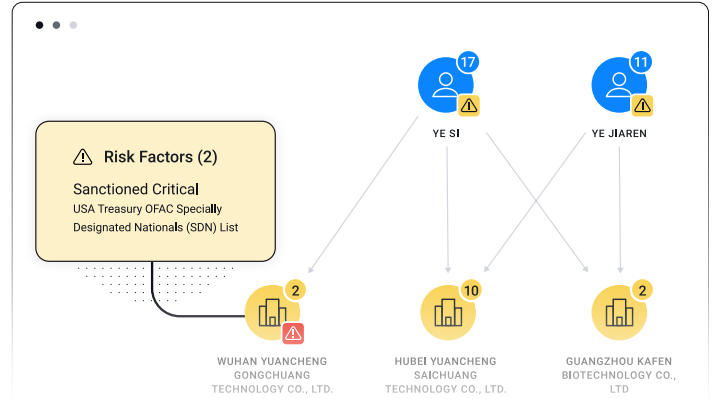 17
11
YE SI
YE JIAREN
Risk Factors (2)
Sanctioned Critical
USA Treasury OFAC Specially
Designated Nationals (SDN) List
2
10
2
WUHAN YUANCHENG
GONGCHUANG
TECHNOLOGY CO., LTD.
HUBEI YUANCHENG
SAICHUANG
TECHNOLOGY CO., LTD.
GUANGZHOU KAFEN
BIOTECHNOLOGY CO.,
LTD